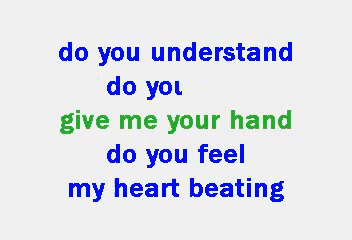 do you understand
do you
give me your hand
do you feel
my heart beating